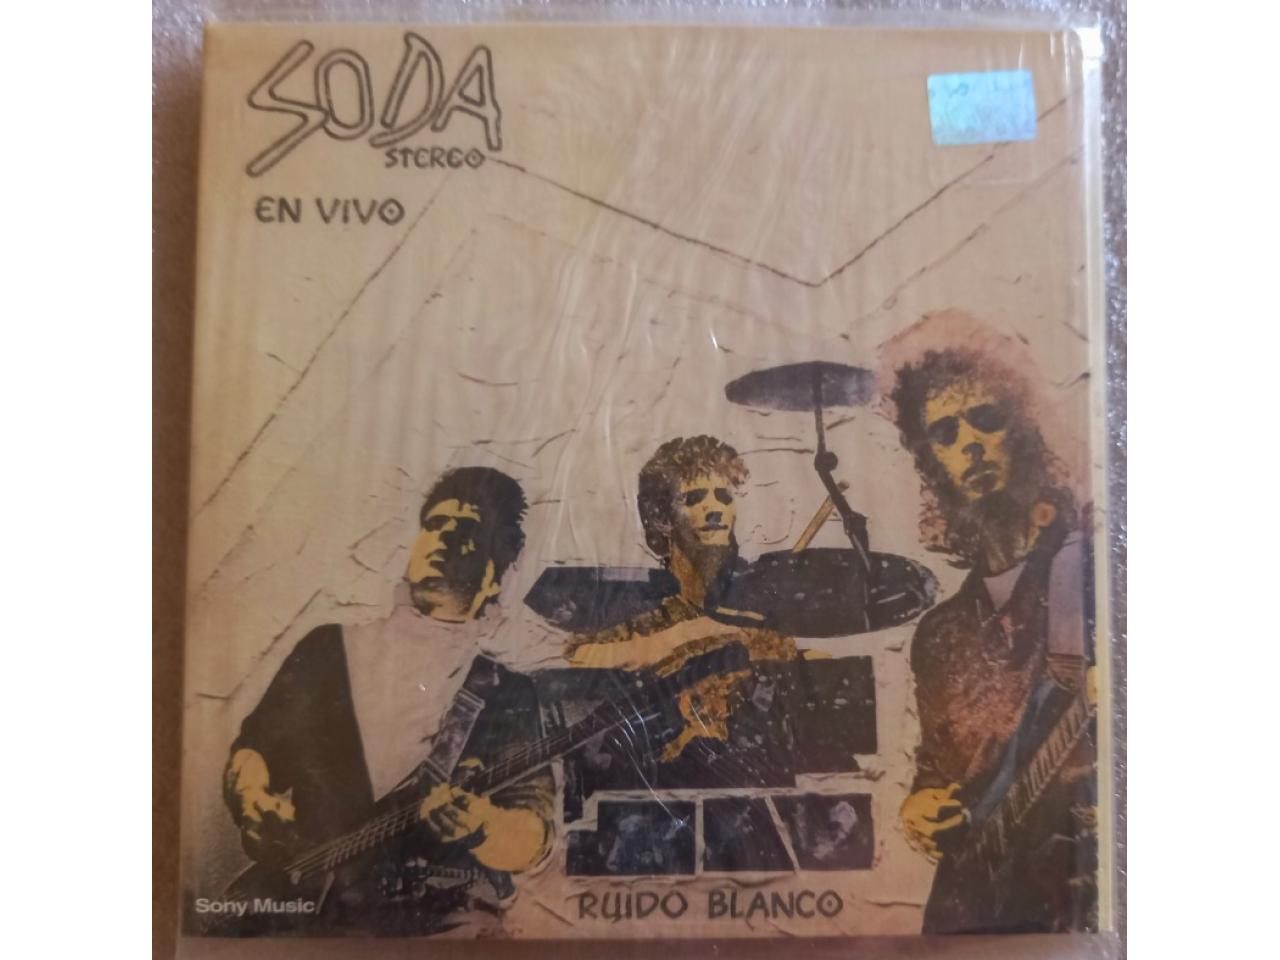 SODA
STEREO
EN VIVO
Sony Music
RUIDO BLANCO